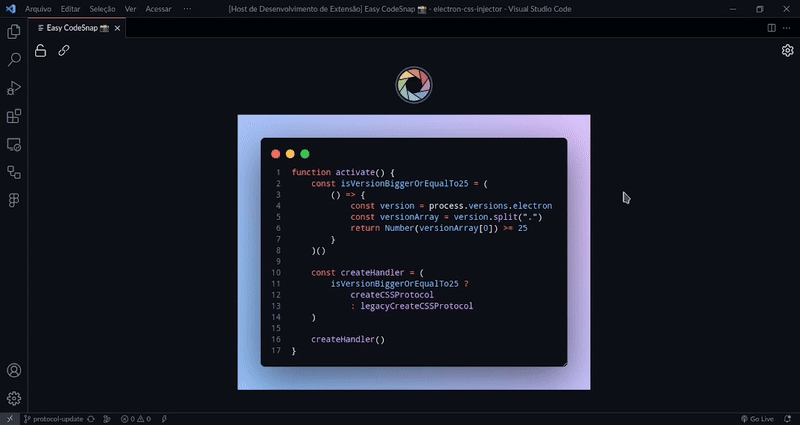 Arquivo Editar Seleção Ver Acessar ··· [Host de Desenvolvimento de Extensão] Easy CodeSnap 📸 - electron-css-injector - Visual Studio Code
Easy CodeSnap 📸
1 function activate() {
2 const isVersionBiggerOrEqualTo25 = (
3 () => {
4 const version = process.versions.electron
5 const versionArray = version.split(".")
6 return Number(versionArray[0]) >= 25
7 }
8 )()
9
10 const createHandler = (
11 isVersionBiggerOrEqualTo25 ?
12 createCSSProtocol
13 : legacyCreateCSSProtocol
14 )
15
16 createHandler()
17 }
protocol-update 0 0 Go Live